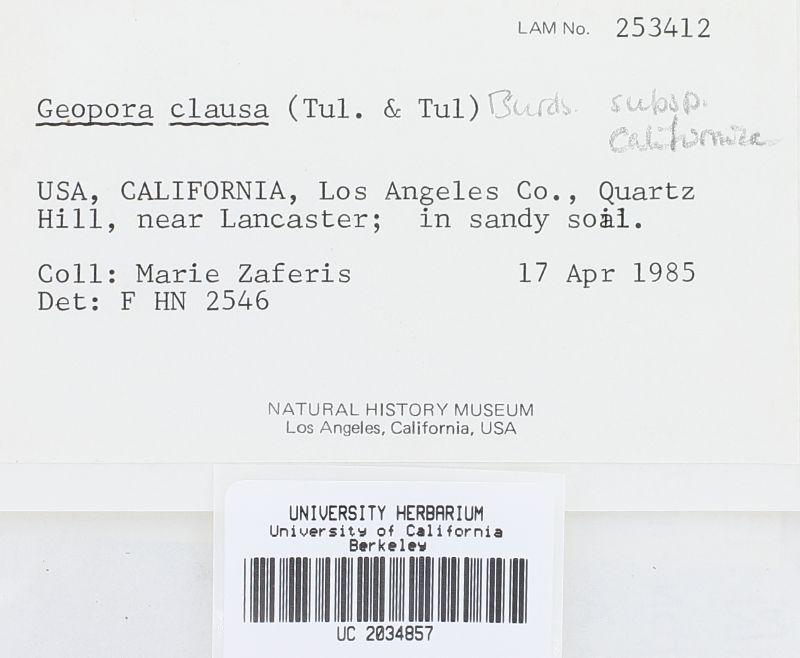 LAM No. 253412
Geopora clausa (Tul. & Tul) Burds. subsp.
californica
USA, CALIFORNIA, Los Angeles Co., Quartz
Hill, near Lancaster; in sandy soil.
Coll: Marie Zaferis 17 Apr 1985
Det: F HN 2546
NATURAL HISTORY MUSEUM
Los Angeles, California, USA
UNIVERSITY HERBARIUM
University of California
Berkeley
UC 2034857